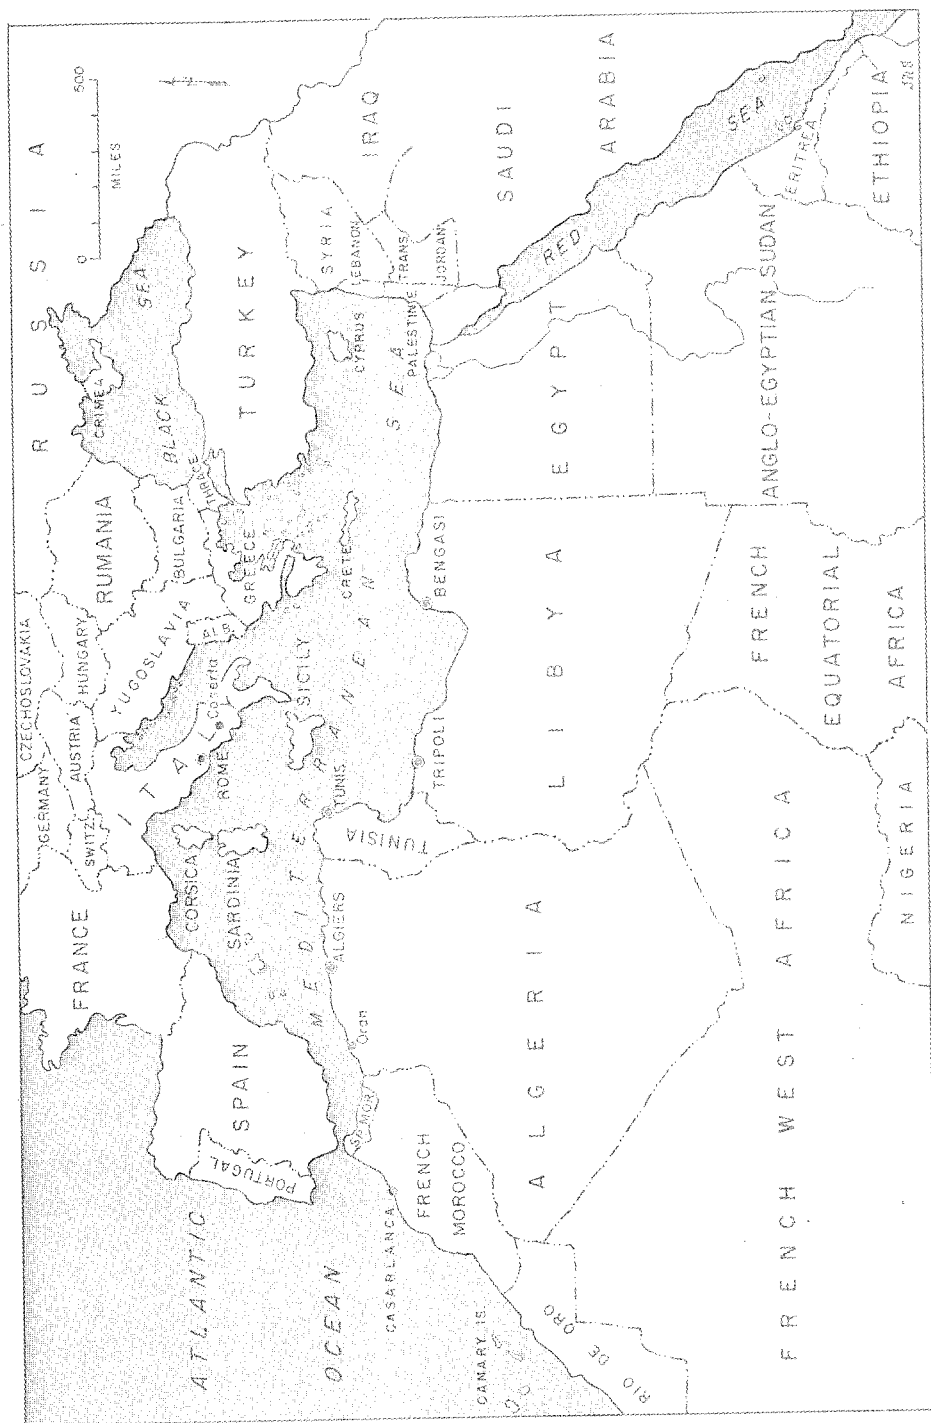 CZECHOSLOVAKIA
RUSSIA
GERMANY
0 500
MILES
FRANCE
SWITZ.
AUSTRIA
HUNGARY
RUMANIA
CRIMEA
BLACK SEA
YUGOSLAVIA
BULGARIA
THRACE
ITALY
ATLANTIC
OCEAN
PORTUGAL
SPAIN
CORSICA
SARDINIA
ROME
Caserta
GREECE
TURKEY
SICILY
CRETE
CYPRUS
SYRIA
LEBANON
IRAQ
MEDITERRANEAN SEA
PALESTINE
TRANS
JORDAN
SP. MOR.
Oran
ALGIERS
TUNIS
TUNISIA
TRIPOLI
BENGASI
CASABLANCA
FRENCH
MOROCCO
CANARY IS.
RIO DE ORO
ALGERIA
LIBYA
EGYPT
RED SEA
SAUDI
ARABIA
FRENCH WEST AFRICA
FRENCH
EQUATORIAL
AFRICA
ANGLO-EGYPTIAN SUDAN
ERITREA
NIGERIA
ETHIOPIA
JRB